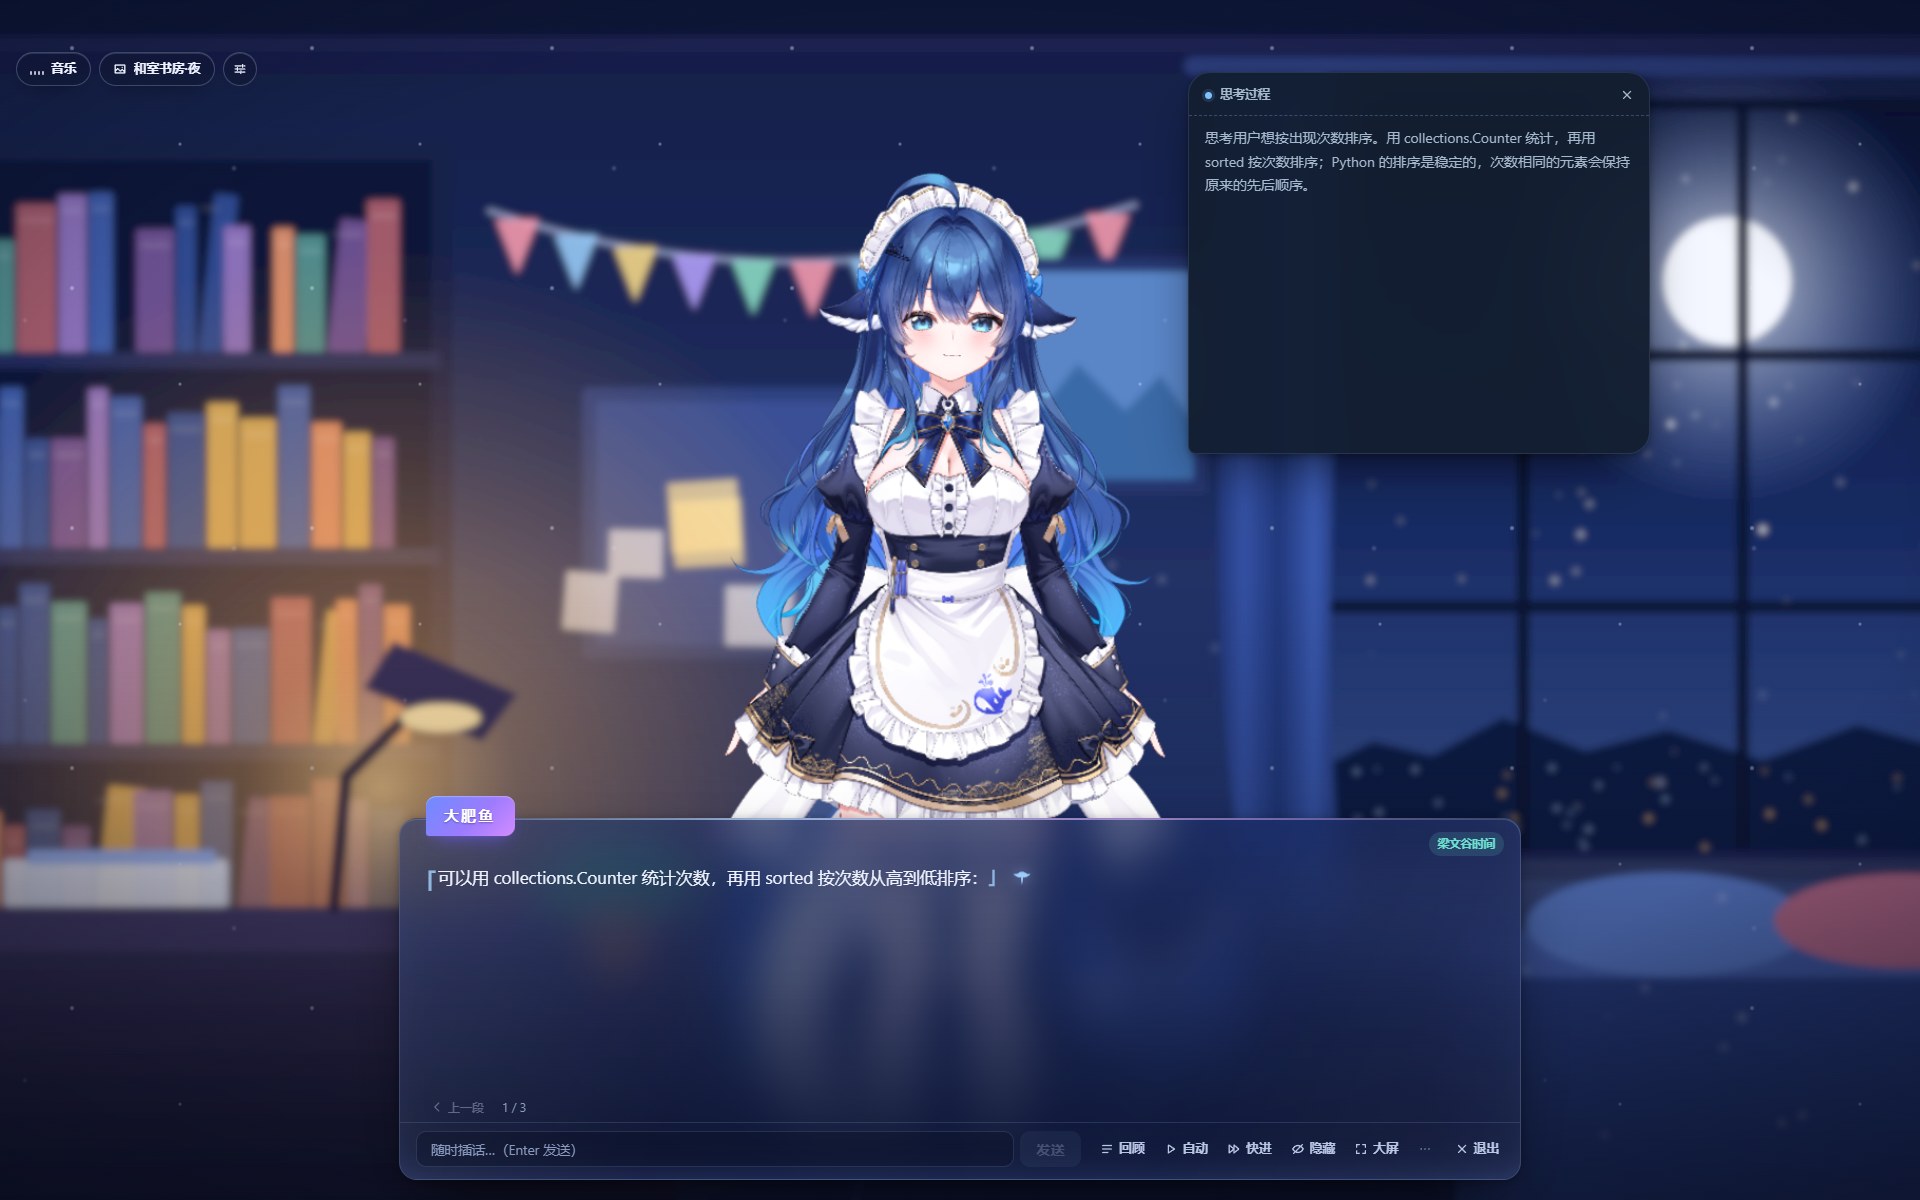 音乐
和室书房·夜
思考过程
思考用户想按出现次数排序。用 collections.Counter 统计，再用
sorted 按次数排序；Python 的排序是稳定的，次数相同的元素会保持
原来的先后顺序。
大肥鱼
梁文谷时间
『可以用 collections.Counter 统计次数，再用 sorted 按次数从高到低排序：』
上一段 1 / 3
随时插话...（Enter 发送） 发送 回顾 自动 快进 隐藏 大屏 ... 退出